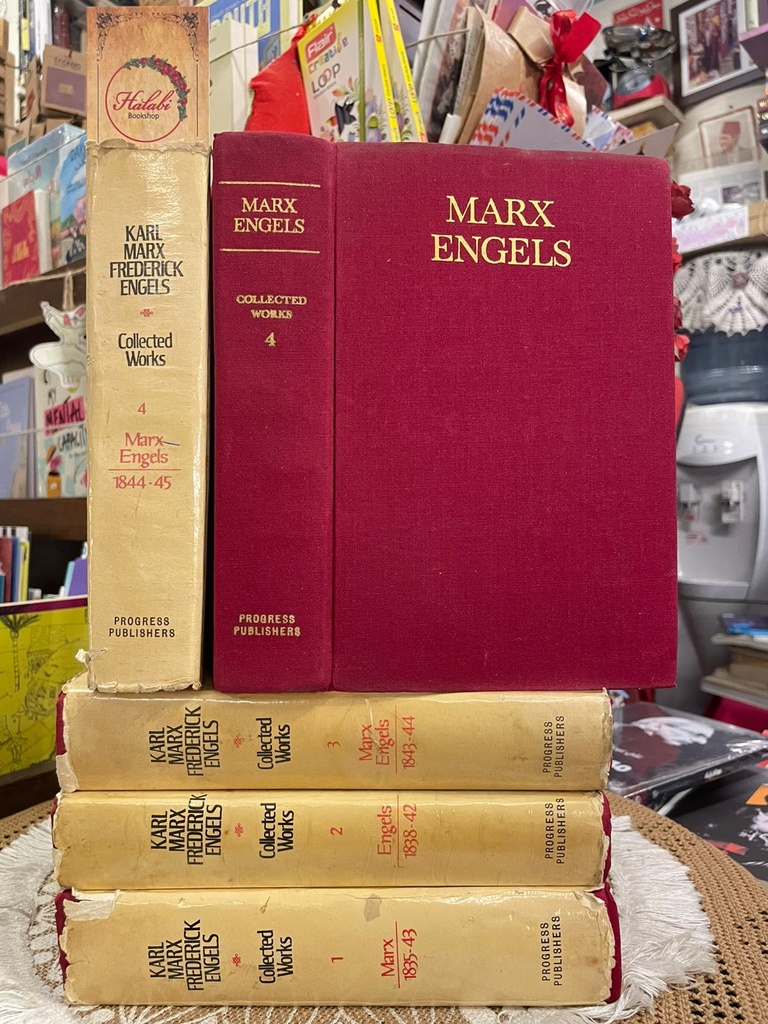 Halabi
Bookshop
KARL
MARX
FREDERICK
ENGELS
Collected
Works
4
Marx
Engels
1844-45
PROGRESS
PUBLISHERS
MARX
ENGELS
COLLECTED
WORKS
4
PROGRESS
PUBLISHERS
MARX
ENGELS
KARL
MARX
FREDERICK
ENGELS
Collected
Works
3
Marx
Engels
1843-44
PROGRESS
PUBLISHERS
KARL
MARX
FREDERICK
ENGELS
Collected
Works
2
Engels
1838-42
PROGRESS
PUBLISHERS
KARL
MARX
FREDERICK
ENGELS
Collected
Works
1
Marx
1835-43
PROGRESS
PUBLISHERS
Flair
creative
LOOP